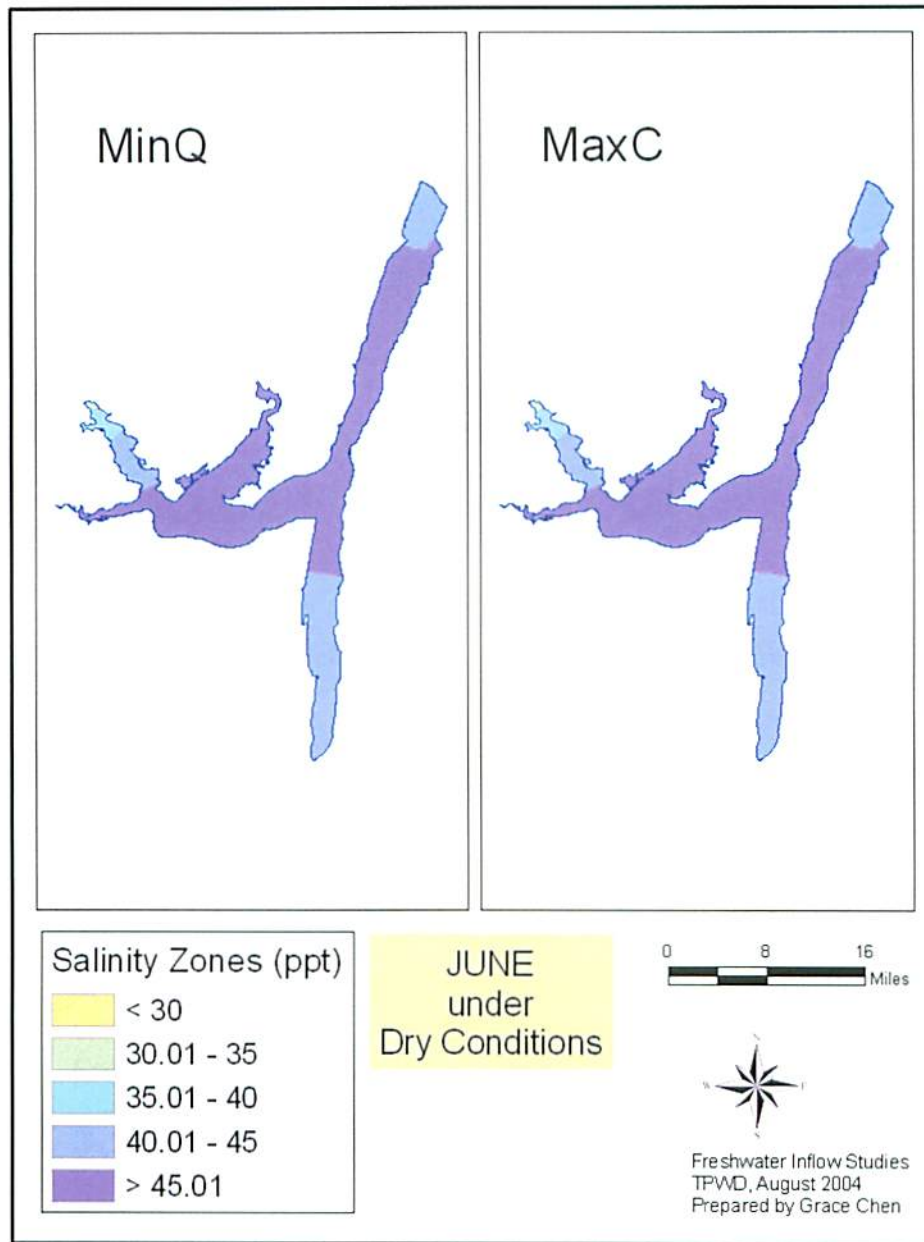 MinQ
MaxC
Salinity Zones (ppt)
< 30
30.01 - 35
35.01 - 40
40.01 - 45
> 45.01
JUNE
under
Dry Conditions
0 8 16
Miles
Freshwater Inflow Studies
TPWD, August 2004
Prepared by Grace Chen